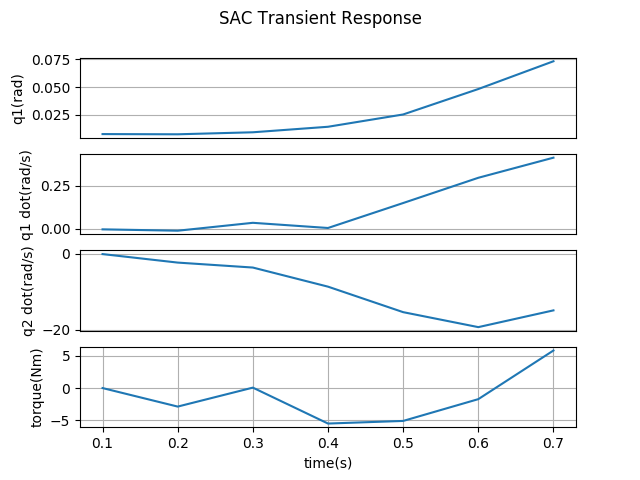 SAC Transient Response
0.075
0.050
0.025
q1(rad)
0.25
0.00
q1 dot(rad/s)
0
−20
q2 dot(rad/s)
5
0
−5
torque(Nm)
0.1 0.2 0.3 0.4 0.5 0.6 0.7
time(s)